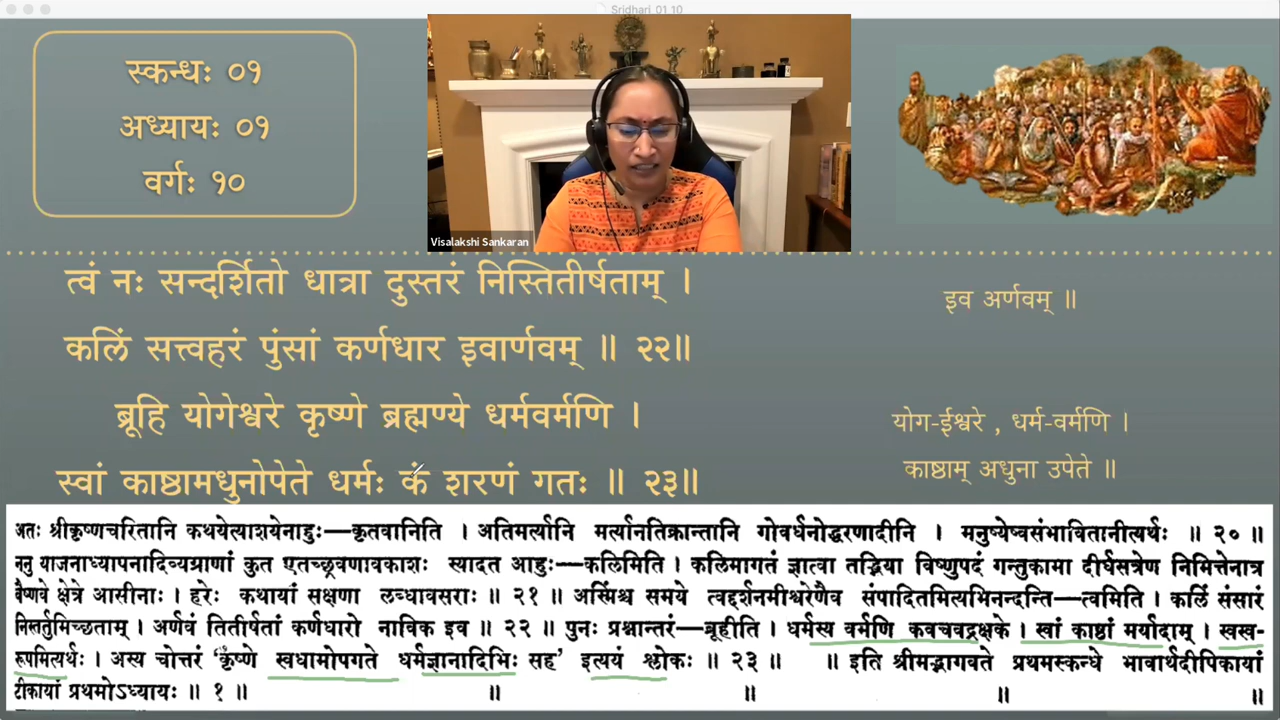 Sridhari_01_10
स्कन्धः ०१
अध्यायः ०१
वर्गः १०
Visalakshi Sankaran
त्वं नः सन्दर्शितो धात्रा दुस्तरं निस्तितीर्षताम् ।
इव अर्णवम् ॥
कलिं सत्त्वहरं पुंसां कर्णधार इवार्णवम् ॥ २२॥
ब्रूहि योगेश्वरे कृष्णे ब्रह्मण्ये धर्मवर्मणि ।
योग-ईश्वरे , धर्म-वर्मणि ।
स्वां काष्ठामधुनोपेते धर्मः कं शरणं गतः ॥ २३॥
काष्ठाम् अधुना उपेते ॥
अतः श्रीकृष्णचरितानि कथयेत्याशयेनाहुः—कृतवानिति । अतिमर्त्यानि मर्त्यानतिक्रान्तानि गोवर्धनोद्धरणादीनि । मनुष्येष्वसंभावितानीत्यर्थः ॥ २० ॥
ननु याजनाध्यापनादिव्यग्राणां कुत एतच्छ्रवणावकाशः स्यादत आहुः—कलिमिति । कलिमागतं ज्ञात्वा तद्भिया विष्णुपदं गन्तुकामा दीर्घसत्रेण निमित्तेनात्र
वैष्णवे क्षेत्रे आसीनाः । हरेः कथायां सक्षणा लब्धावसराः ॥ २१ ॥ अस्मिंश्च समये त्वद्दर्शनमीश्वरेणैव संपादितमित्यभिनन्दन्ति—त्वमिति । कलिं संसारं
निस्तर्तुमिच्छताम् । अर्णवं तितीर्षतां कर्णधारो नाविक इव ॥ २२ ॥ पुनः प्रश्नान्तरं—ब्रूहीति । धर्मस्य वर्मणि कवचवद्रक्षके । स्वां काष्ठां मर्यादाम् । स्वस्व-
रूपमित्यर्थः । अस्य चोत्तरं 'कृष्णे स्वधामोपगते धर्मज्ञानादिभिः सह' इत्ययं श्लोकः ॥ २३ ॥ ॥ इति श्रीमद्भागवते प्रथमस्कन्धे भावार्थदीपिकायां
टीकायां प्रथमोऽध्यायः ॥ १ ॥ ॥ ॥ ॥ ॥